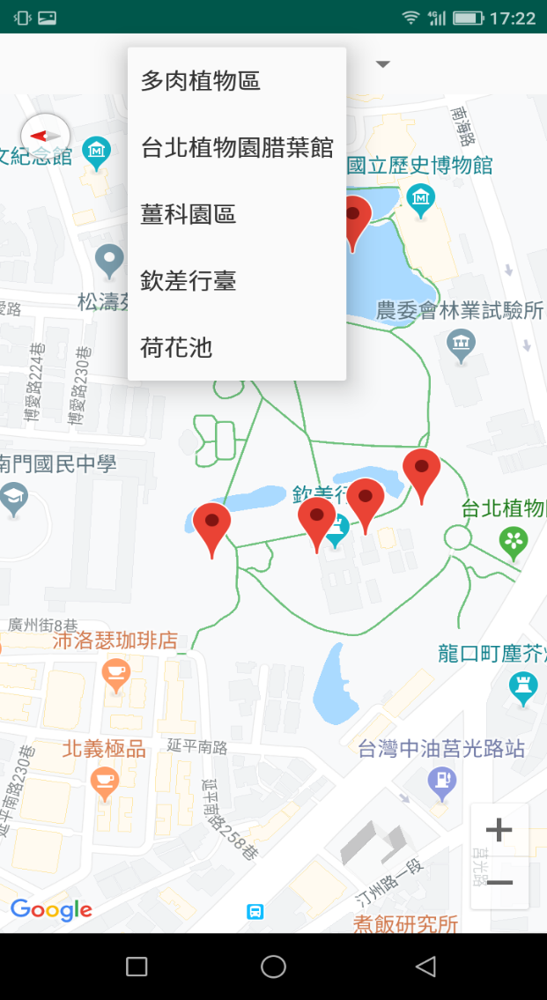 4G 17:22
多肉植物區
台北植物園腊葉館
薑科園區
欽差行臺
荷花池
南海路
文紀念館
國立歷史博物館
松濤苑
愛路
農委會林業試驗所
博愛路224巷
博愛路230巷
南門國民中學
欽差行
台北植物園
廣州街8巷
沛洛瑟珈琲店
龍口町塵芥焚
北義極品
延平南路
台灣中油莒光路站
延平南路230巷
延平南路258巷
莒光路
汀州路一段
Google
煮飯研究所